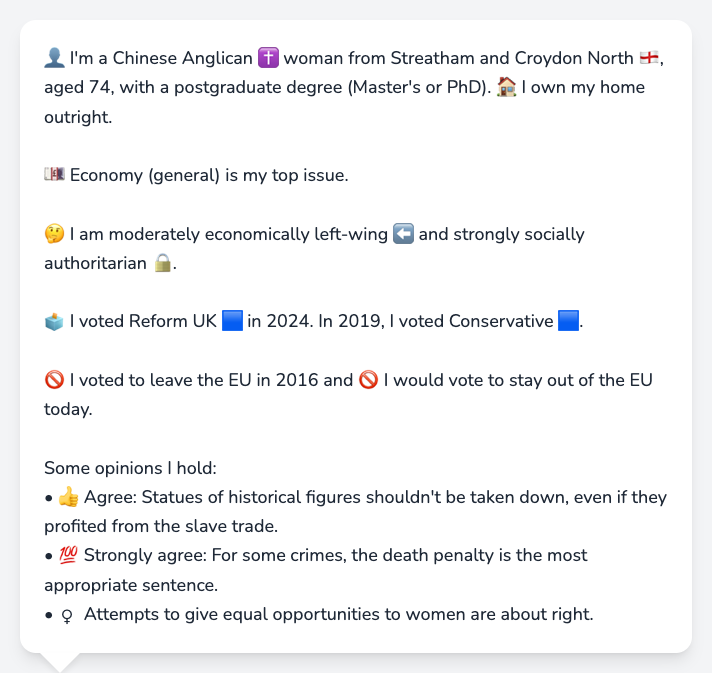 👤 I'm a Chinese Anglican ✝️ woman from Streatham and Croydon North 🏴󠁧󠁢󠁥󠁮󠁧󠁿,
aged 74, with a postgraduate degree (Master's or PhD). 🏠 I own my home
outright.
💷 Economy (general) is my top issue.
🤔 I am moderately economically left-wing ⬅️ and strongly socially
authoritarian 🔒.
🗳️ I voted Reform UK 🟦 in 2024. In 2019, I voted Conservative 🟦.
🚫 I voted to leave the EU in 2016 and 🚫 I would vote to stay out of the EU
today.
Some opinions I hold:
• 👍 Agree: Statues of historical figures shouldn't be taken down, even if they
profited from the slave trade.
• 💯 Strongly agree: For some crimes, the death penalty is the most
appropriate sentence.
• ♀ Attempts to give equal opportunities to women are about right.